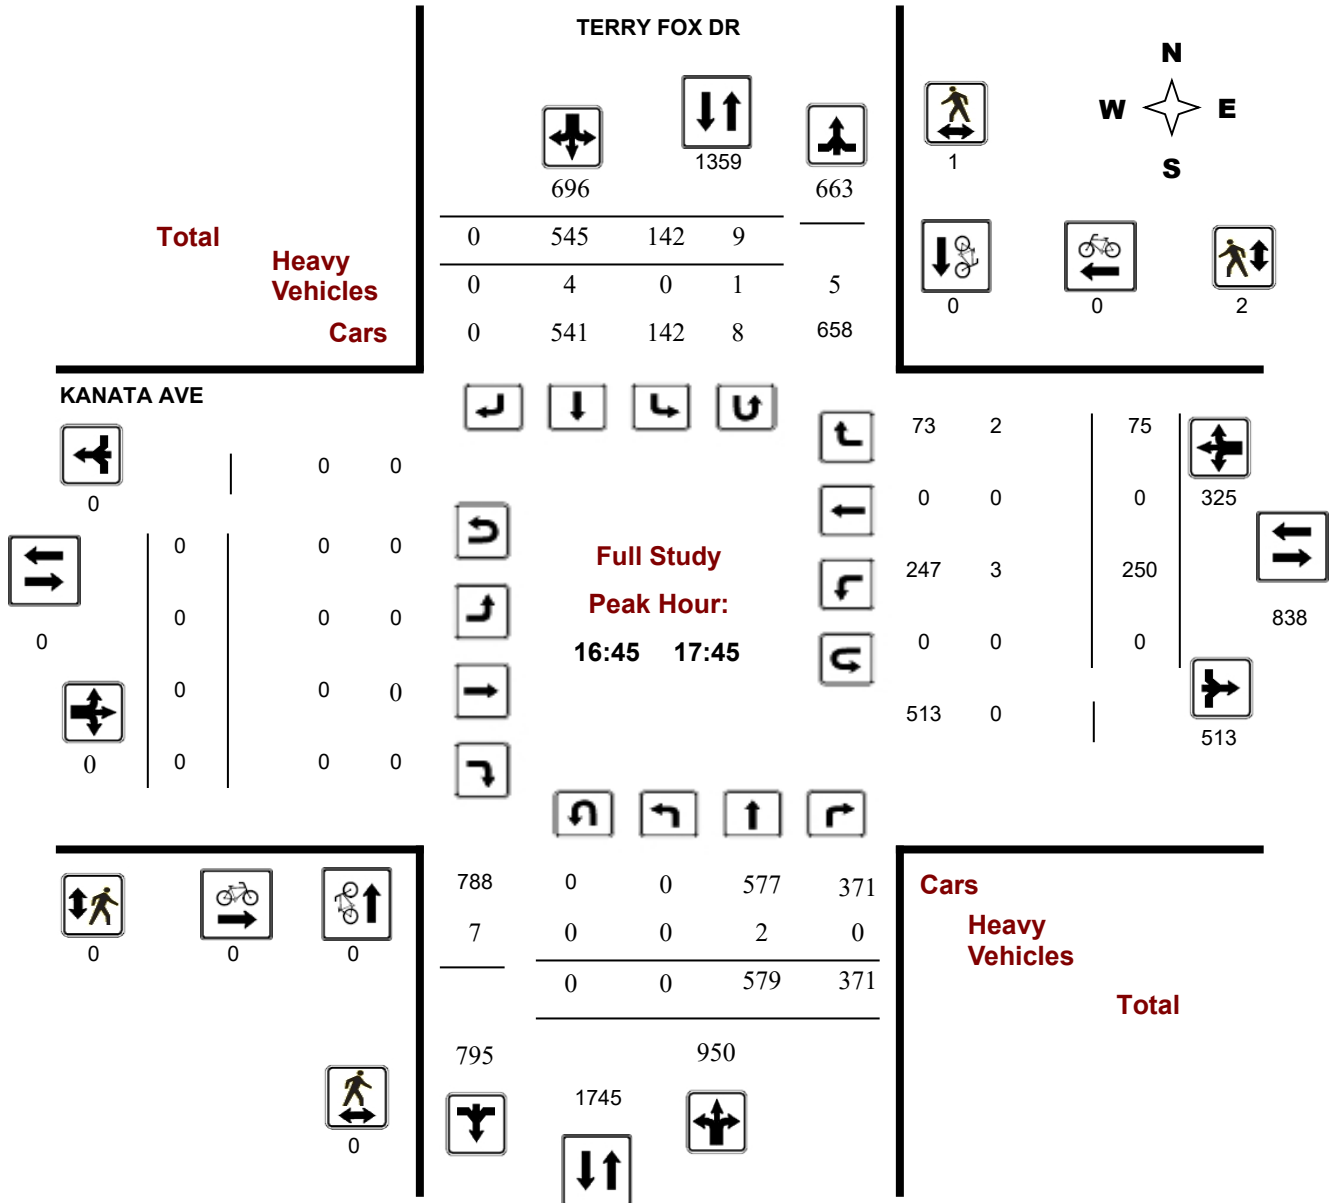 TERRY FOX DR
N
W E
S
1359
1
696 663
Total 0 545 142 9
Heavy
Vehicles 0 4 0 1 5
0 0 2
Cars 0 541 142 8 658
KANATA AVE
73 2 75
0 0
0 0 0 0 325
0 0 0
Full Study
247 3 250
Peak Hour:
0 0 0 838
0 16:45 17:45 0 0 0
0 0 0
513 0 513
0 0 0 0
788 0 0 577 371 Cars
7 0 0 2 0 Heavy
Vehicles
0 0 0
0 0 579 371
Total
795 950
1745
0